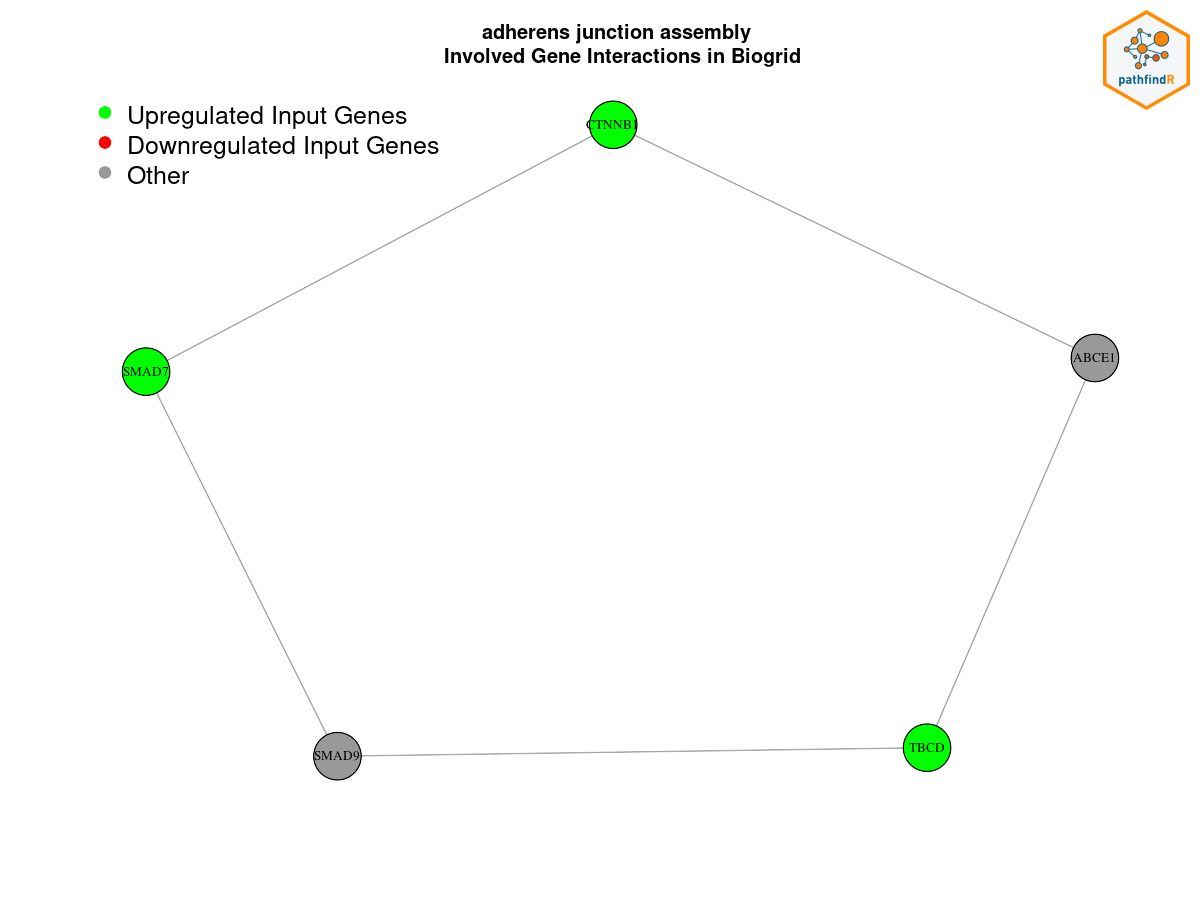 adherens junction assembly
Involved Gene Interactions in Biogrid
pathfindR
Upregulated Input Genes
Downregulated Input Genes
Other
CTNNB1
ABCE1
SMAD7
TBCD
SMAD9